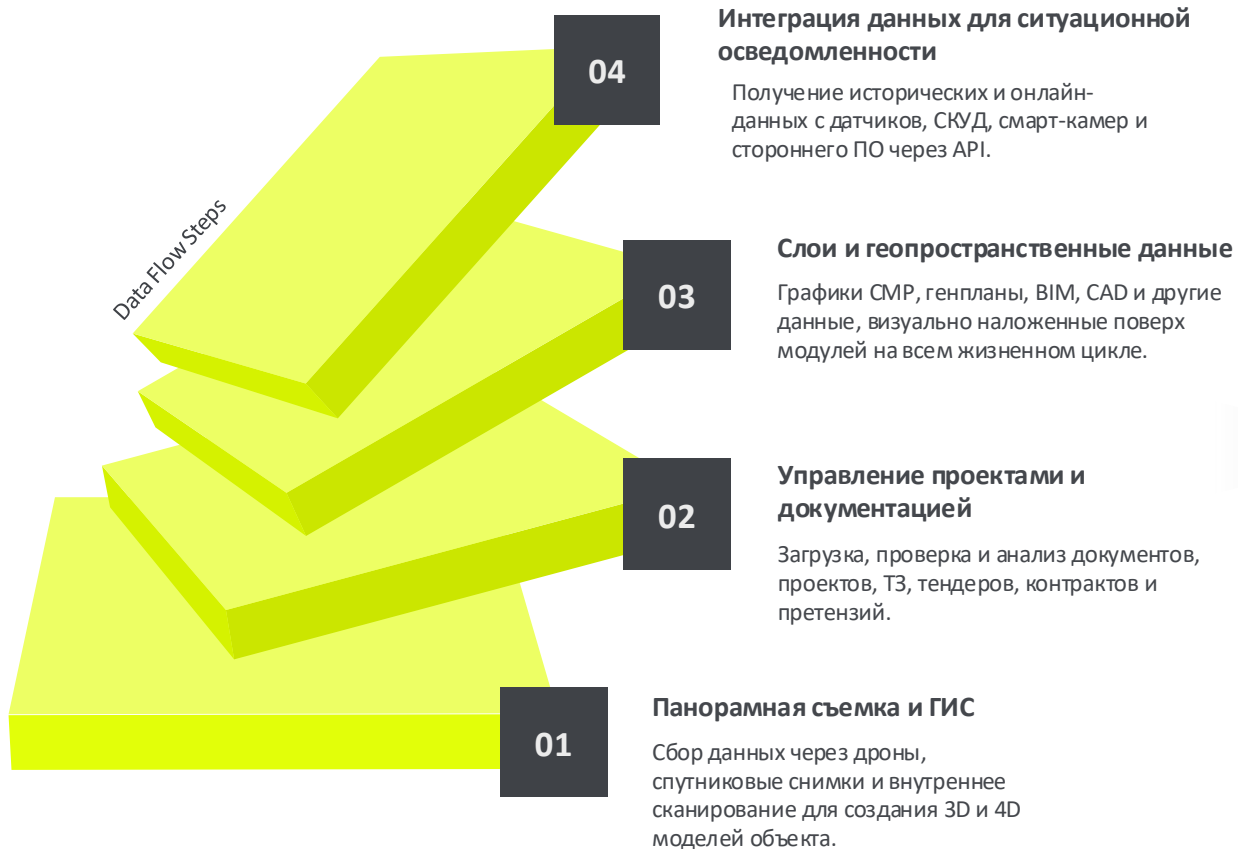 Интеграция данных для ситуационной
осведомленности
04
Получение исторических и онлайн-
данных с датчиков, СКУД, смарт-камер и
стороннего ПО через API.
Data Flow Steps
Слои и геопространственные данные
03
Графики СМР, генпланы, BIM, CAD и другие
данные, визуально наложенные поверх
модулей на всем жизненном цикле.
Управление проектами и
документацией
02
Загрузка, проверка и анализ документов,
проектов, ТЗ, тендеров, контрактов и
претензий.
Панорамная съемка и ГИС
01
Сбор данных через дроны,
спутниковые снимки и внутреннее
сканирование для создания 3D и 4D
моделей объекта.